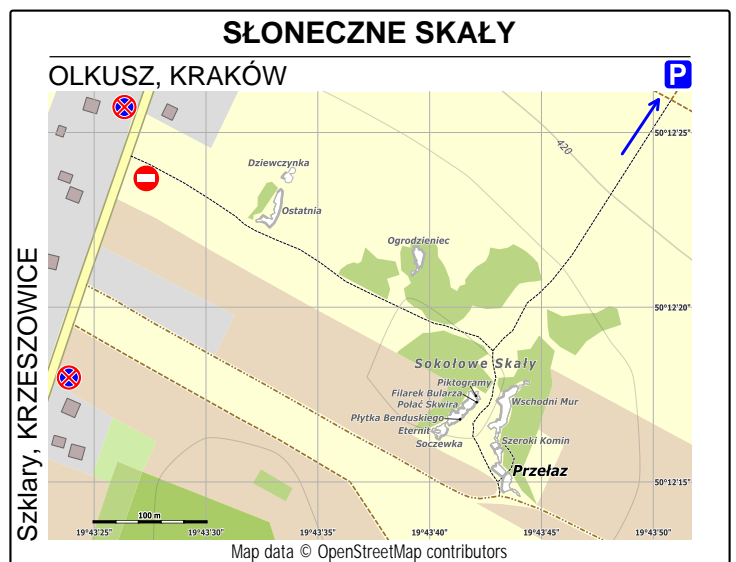 SŁONECZNE SKAŁY
OLKUSZ, KRAKÓW
P
50°12'25"
420
Dziewczynka
Ostatnia
Ogrodzieniec
Szklary, KRZESZOWICE
50°12'20"
Sokołowe Skały
Piktogramy
Filarek Bularza
Połać Skwira
Wschodni Mur
Płytka Benduskiego
Eternit
Soczewka
Szeroki Komin
Przełaz
50°12'15"
100 m
19°43'25"
19°43'30"
19°43'35"
19°43'40"
19°43'45"
19°43'50"
Map data © OpenStreetMap contributors